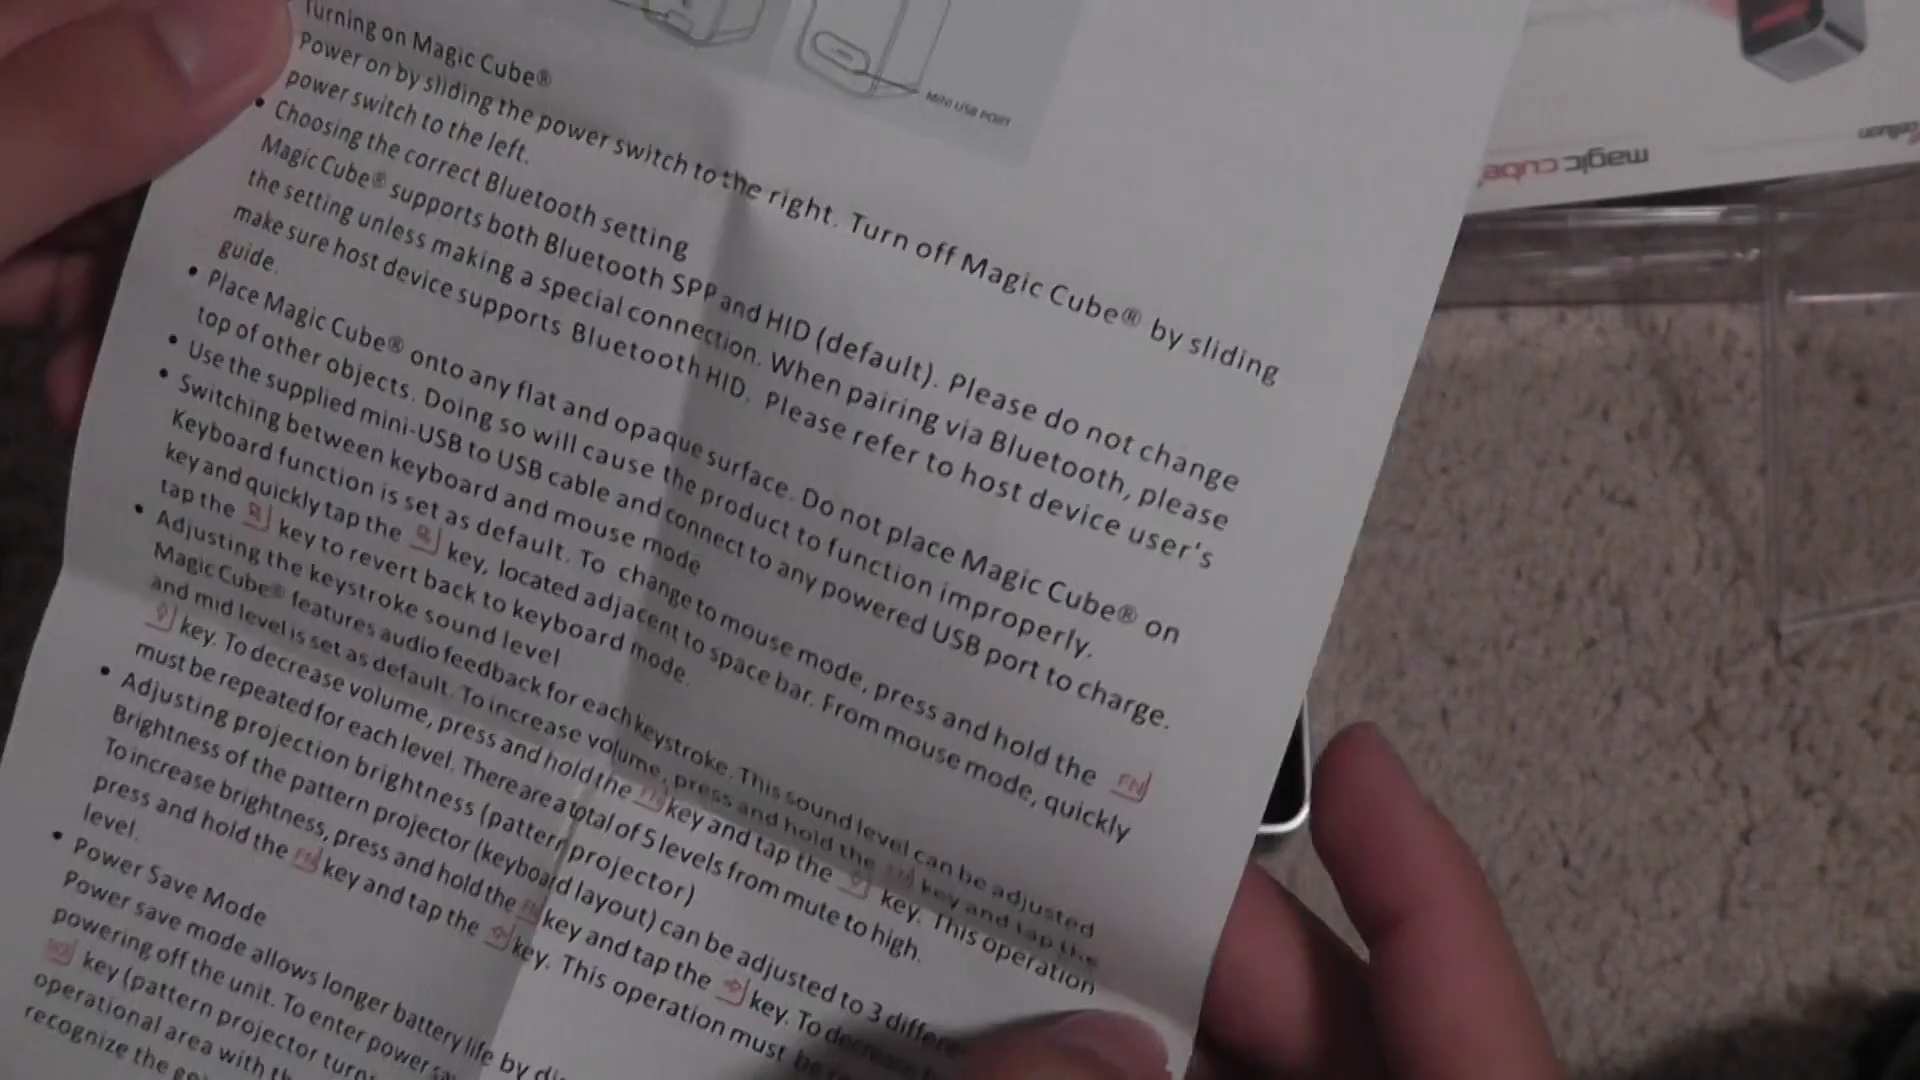 MINI USB PORT
Turning on Magic Cube®
Power on by sliding the power switch to the right. Turn off Magic Cube® by sliding
power switch to the left.
• Choosing the correct Bluetooth setting
Magic Cube® supports both Bluetooth SPP and HID (default). Please do not change
the setting unless making a special connection. When pairing via Bluetooth, please
make sure host device supports Bluetooth HID. Please refer to host device user's
guide.
• Place Magic Cube® onto any flat and opaque surface. Do not place Magic Cube® on
top of other objects. Doing so will cause the product to function improperly.
• Use the supplied mini-USB to USB cable and connect to any powered USB port to charge.
• Switching between keyboard and mouse mode
Keyboard function is set as default. To change to mouse mode, press and hold the FN
key and quickly tap the key, located adjacent to space bar. From mouse mode, quickly
tap the key to revert back to keyboard mode.
• Adjusting the keystroke sound level
Magic Cube® features audio feedback for each keystroke. This sound level can be adjusted
and mid level is set as default. To increase volume, press and hold the FN key and tap the
key. To decrease volume, press and hold the FN key and tap the key. This operation
must be repeated for each level. There are a total of 5 levels from mute to high.
• Adjusting projection brightness (pattern projector)
Brightness of the pattern projector (keyboard layout) can be adjusted to 3
To increase brightness, press and hold the FN key and tap the key. To decrease
press and hold the FN key and tap the key. This operation must be
level.
• Power Save Mode
Power save mode allows longer battery life by
powering off the unit. To enter power
key (pattern projector
operational area with
recognize the
magic cube
celluon